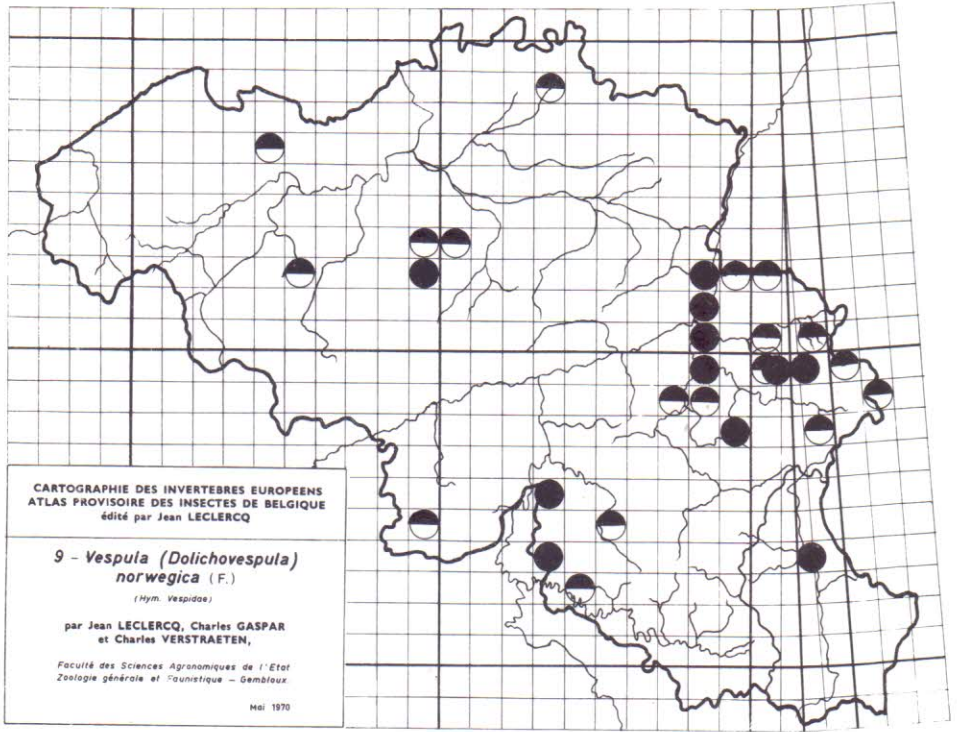 CARTOGRAPHIE DES INVERTEBRES EUROPEENS
ATLAS PROVISOIRE DES INSECTES DE BELGIQUE
édité par Jean LECLERCQ
9 – Vespula (Dolichovespula)
norwegica (F.)
(Hym. Vespidae)
par Jean LECLERCQ, Charles GASPAR
et Charles VERSTRAETEN,
Faculté des Sciences Agronomiques de l'Etat
Zoologie générale et Faunistique – Gembloux
Mai 1970